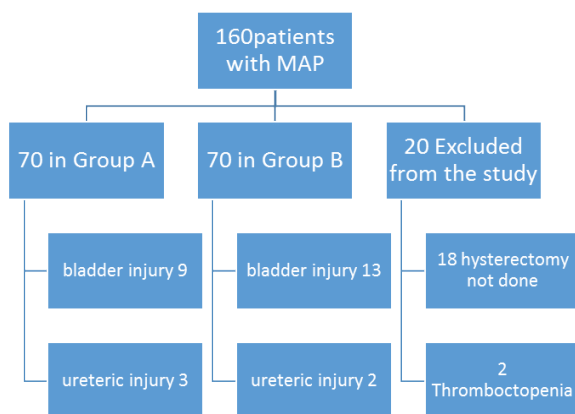 160patients
with MAP
70 in Group A
70 in Group B
20 Excluded
from the study
bladder injury 9
bladder injury 13
18 hysterectomy
not done
ureteric injury 3
ureteric injury 2
2
Thromboctopenia